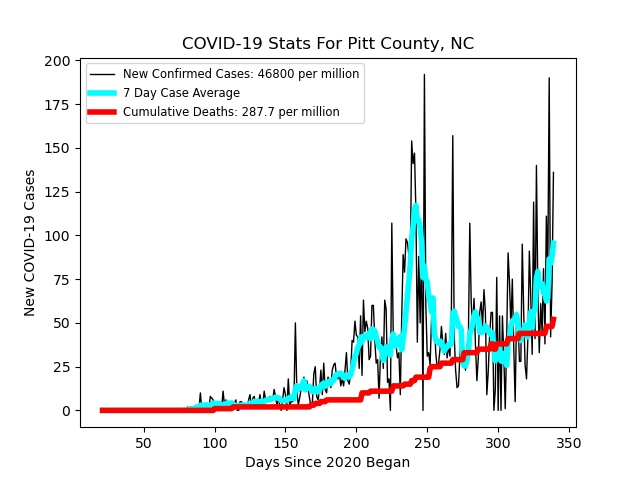 COVID-19 Stats For Pitt County, NC
New Confirmed Cases: 46800 per million
7 Day Case Average
Cumulative Deaths: 287.7 per million
New COVID-19 Cases
200
175
150
125
100
75
50
25
0
50
100
150
200
250
300
350
Days Since 2020 Began